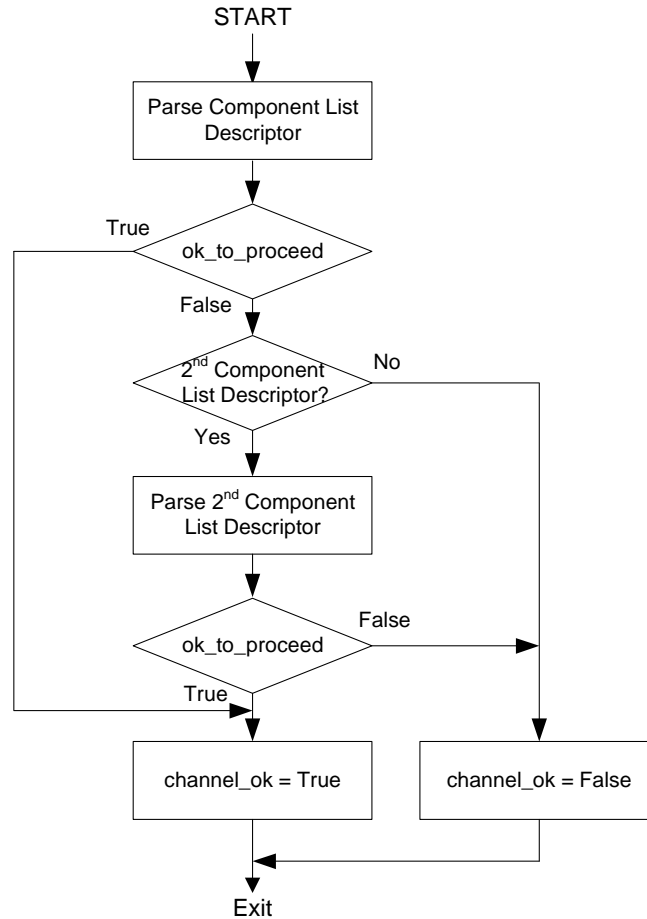 START
Parse Component List
Descriptor
True
ok_to_proceed
False
2nd Component
List Descriptor?
No
Yes
Parse 2nd Component
List Descriptor
ok_to_proceed
False
True
channel_ok = True
channel_ok = False
Exit